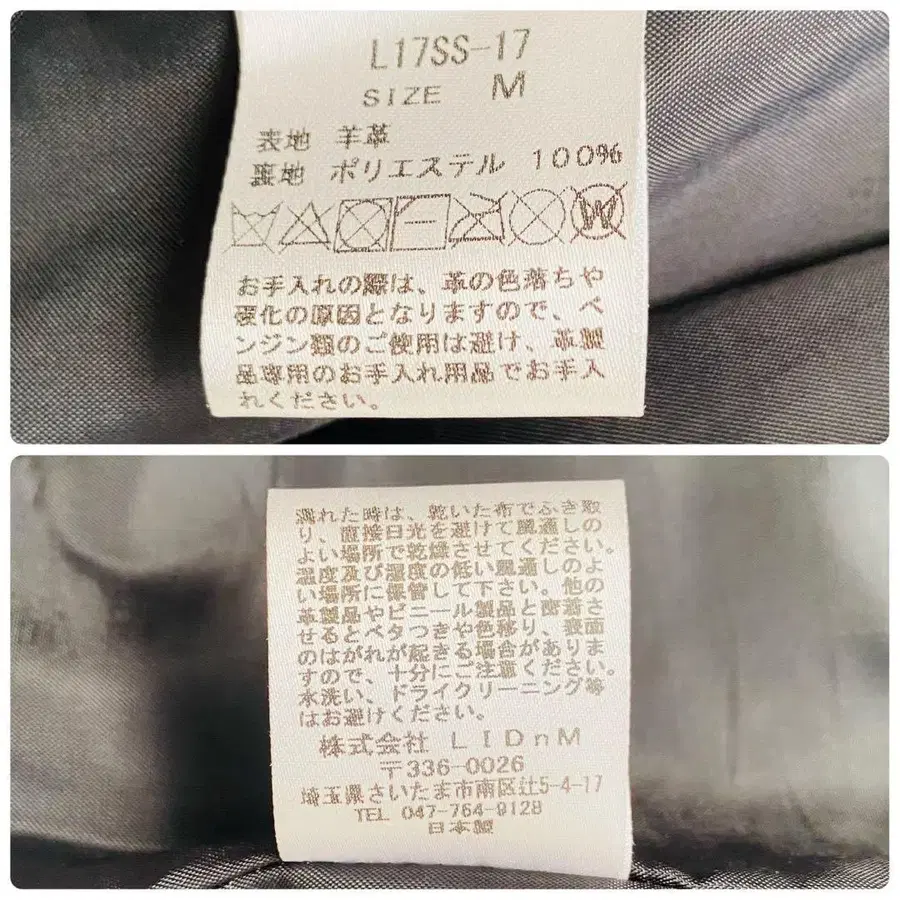 L17SS-17
SIZE M
表地 羊革
裏地 ポリエステル 100%
W
お手入れの際は、革の色落ちや
硬化の原因となりますので、ベ
ンジン類のご使用は避け、革製
品専用のお手入れ用品でお手入
れください。
濡れた時は、乾いた布でふき取
り、直接日光を避けて風通しの
よい場所で乾燥させてください。
温度及び湿度の低い風通しのよ
い場所に保管して下さい。他の
革製品やビニール製品と密着さ
せるとベタつきや色移り、表面
のはがれが起きる場合がありま
すので、十分にご注意ください。
水洗い、ドライクリーニング等
はお避けください。
株式会社 LIDnM
〒336-0026
埼玉県さいたま市南区辻5-4-17
TEL 047-764-9128
日本製